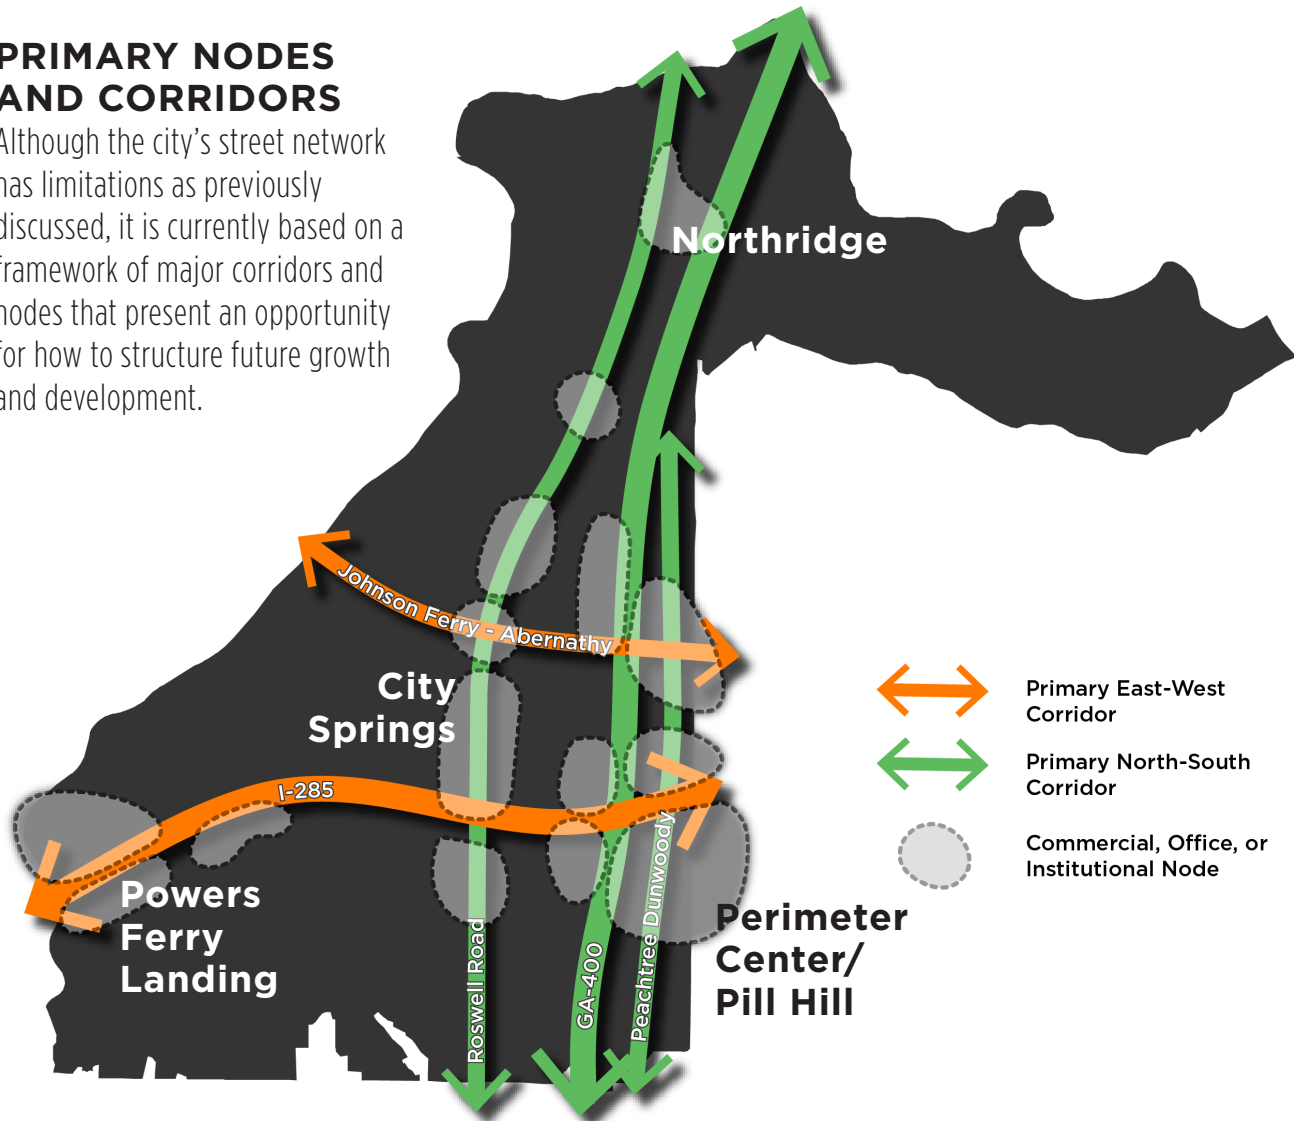 PRIMARY NODES
AND CORRIDORS
Although the city's street network
has limitations as previously
discussed, it is currently based on a
framework of major corridors and
nodes that present an opportunity
for how to structure future growth
and development.
Northridge
Johnson Ferry - Abernathy
City
Springs
I-285
Powers
Ferry
Landing
Roswell Road
GA-400
Peachtree Dunwoody
Perimeter
Center/
Pill Hill
Primary East-West
Corridor
Primary North-South
Corridor
Commercial, Office, or
Institutional Node